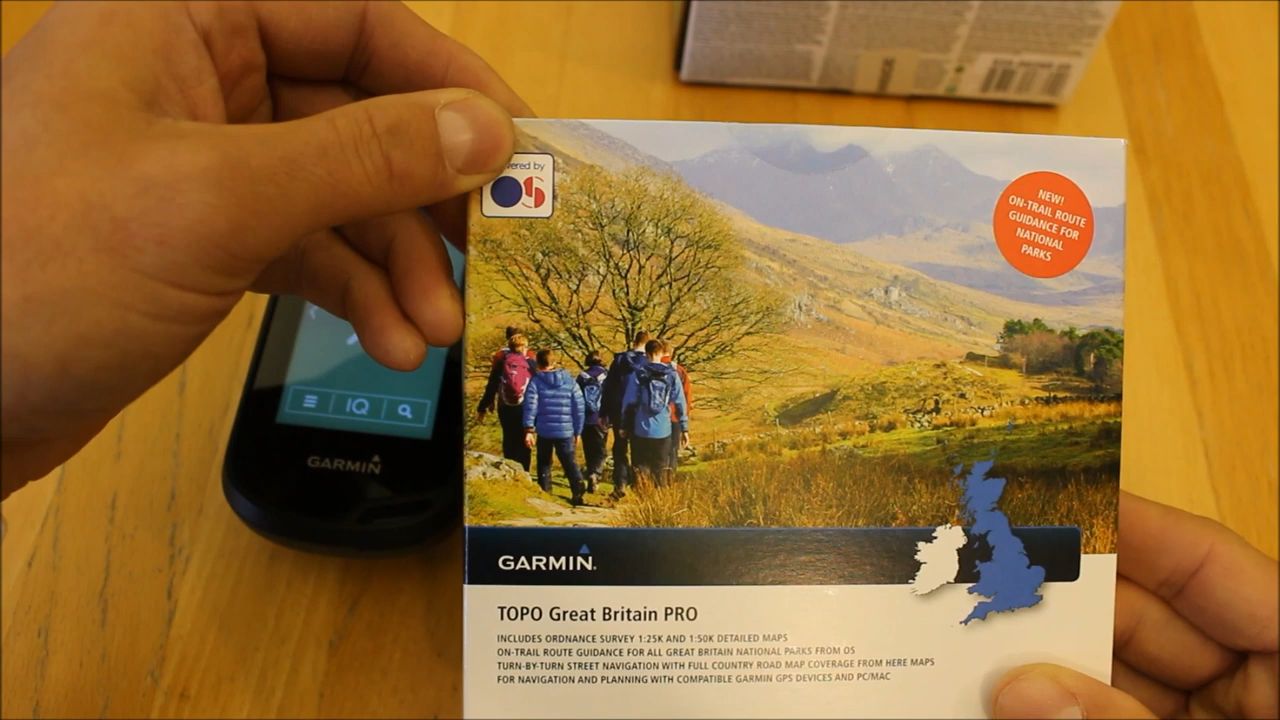 OS
NEW!
ON-TRAIL ROUTE
GUIDANCE FOR
NATIONAL
PARKS
IQ
GARMIN
GARMIN
TOPO Great Britain PRO
INCLUDES ORDNANCE SURVEY 1:25K AND 1:50K DETAILED MAPS
ON-TRAIL ROUTE GUIDANCE FOR ALL GREAT BRITAIN NATIONAL PARKS FROM OS
TURN-BY-TURN STREET NAVIGATION WITH FULL COUNTRY ROAD MAP COVERAGE FROM HERE MAPS
FOR NAVIGATION AND PLANNING WITH COMPATIBLE GARMIN GPS DEVICES AND PC/MAC